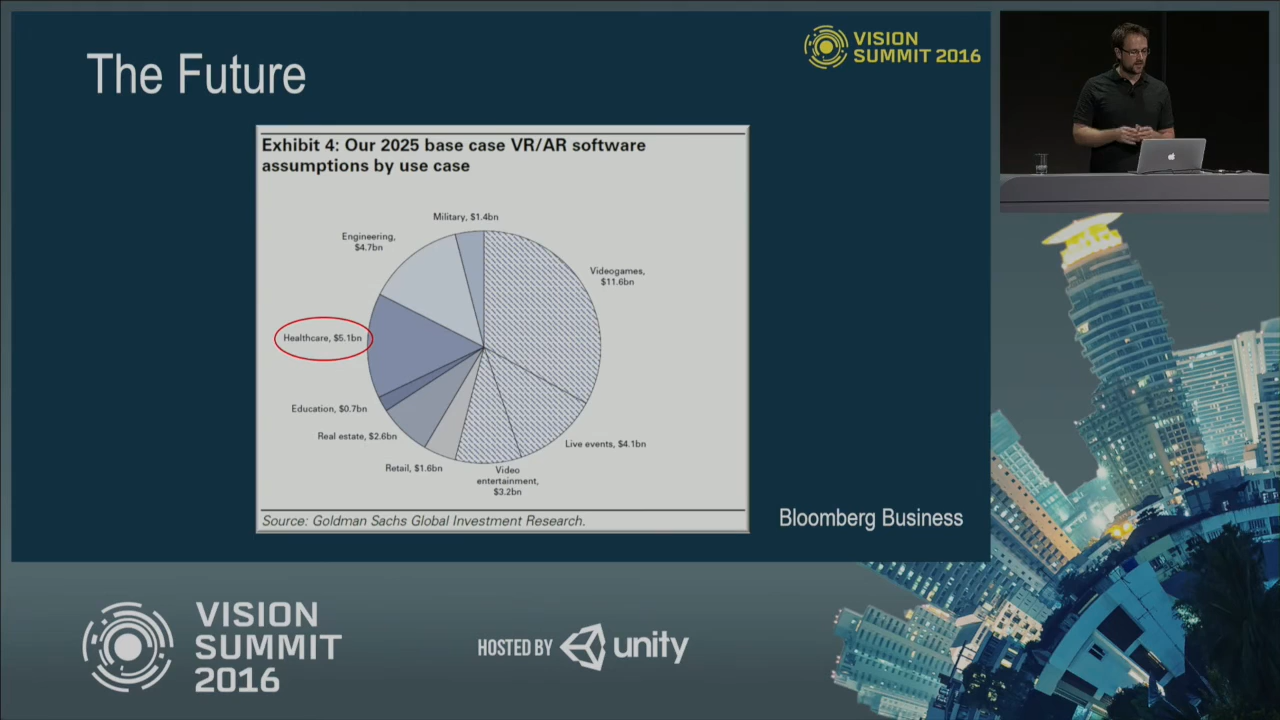 The Future
VISION
SUMMIT 2016
Exhibit 4: Our 2025 base case VR/AR software
assumptions by use case
Military, $1.4bn
Engineering,
$4.7bn
Videogames,
$11.6bn
Healthcare, $5.1bn
Education, $0.7bn
Real estate, $2.6bn
Live events, $4.1bn
Retail, $1.6bn
Video
entertainment,
$3.2bn
Source: Goldman Sachs Global Investment Research.
Bloomberg Business
VISION
SUMMIT
2016
HOSTED BY unity